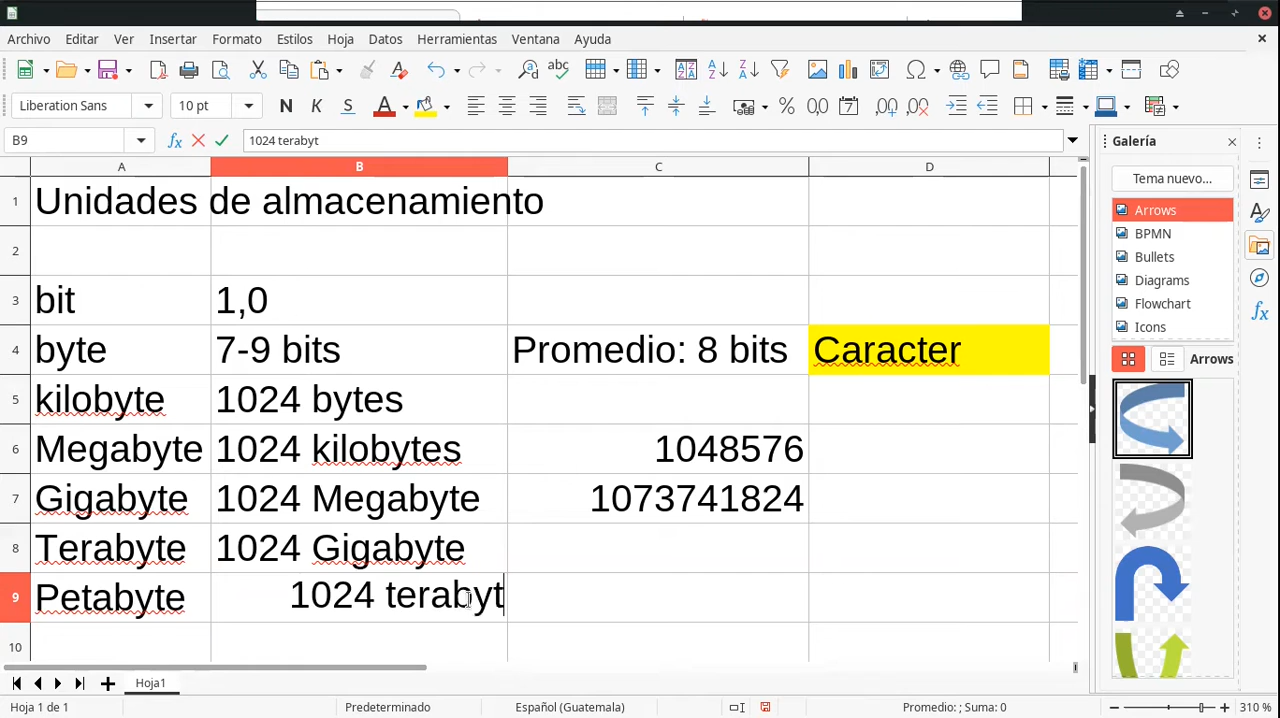 Archivo Editar Ver Insertar Formato Estilos Hoja Datos Herramientas Ventana Ayuda
Liberation Sans 10 pt N K S
B9 1024 terabyt
Galería
Tema nuevo...
Arrows
BPMN
Bullets
Diagrams
Flowchart
Icons
Arrows
A B C D
1 Unidades de almacenamiento
2
3 bit 1,0
4 byte 7-9 bits Promedio: 8 bits Caracter
5 kilobyte 1024 bytes
6 Megabyte 1024 kilobytes 1048576
7 Gigabyte 1024 Megabyte 1073741824
8 Terabyte 1024 Gigabyte
9 Petabyte 1024 terabyt
10
Hoja1
Hoja 1 de 1 Predeterminado Español (Guatemala) Promedio: ; Suma: 0 310 %